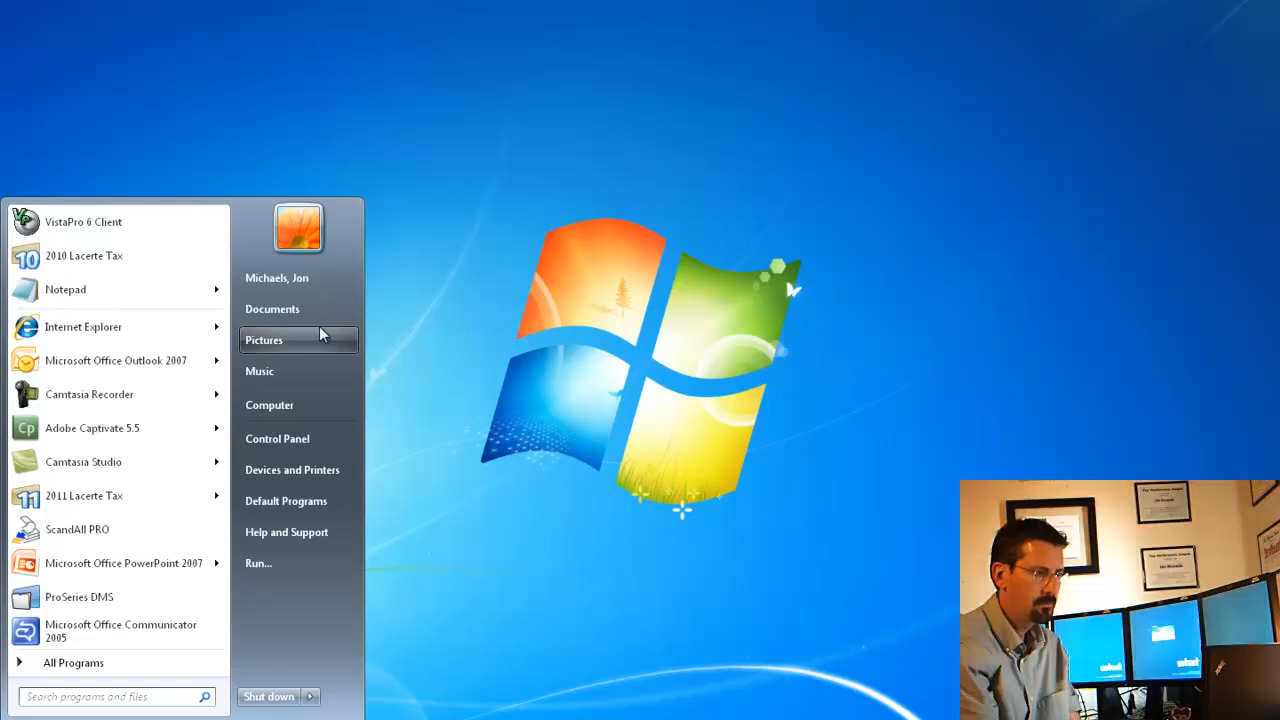 VistaPro 6 Client
2010 Lacerte Tax
Notepad
Internet Explorer
Microsoft Office Outlook 2007
Camtasia Recorder
Adobe Captivate 5.5
Camtasia Studio
2011 Lacerte Tax
ScandAll PRO
Microsoft Office PowerPoint 2007
ProSeries DMS
Microsoft Office Communicator
2005
All Programs
Search programs and files
Michaels, Jon
Documents
Pictures
Music
Computer
Control Panel
Devices and Printers
Default Programs
Help and Support
Run...
Shut down